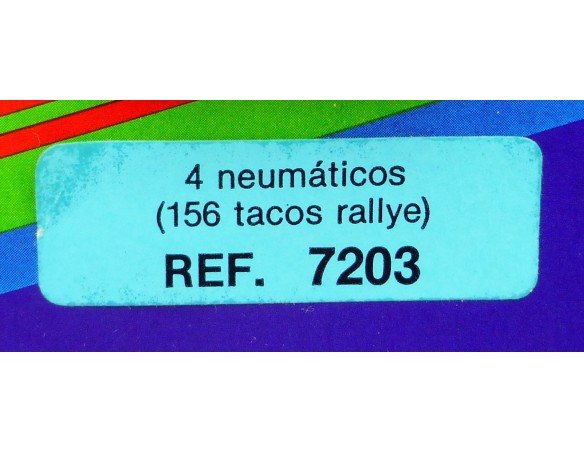 4 neumáticos
(156 tacos rallye)
REF. 7203